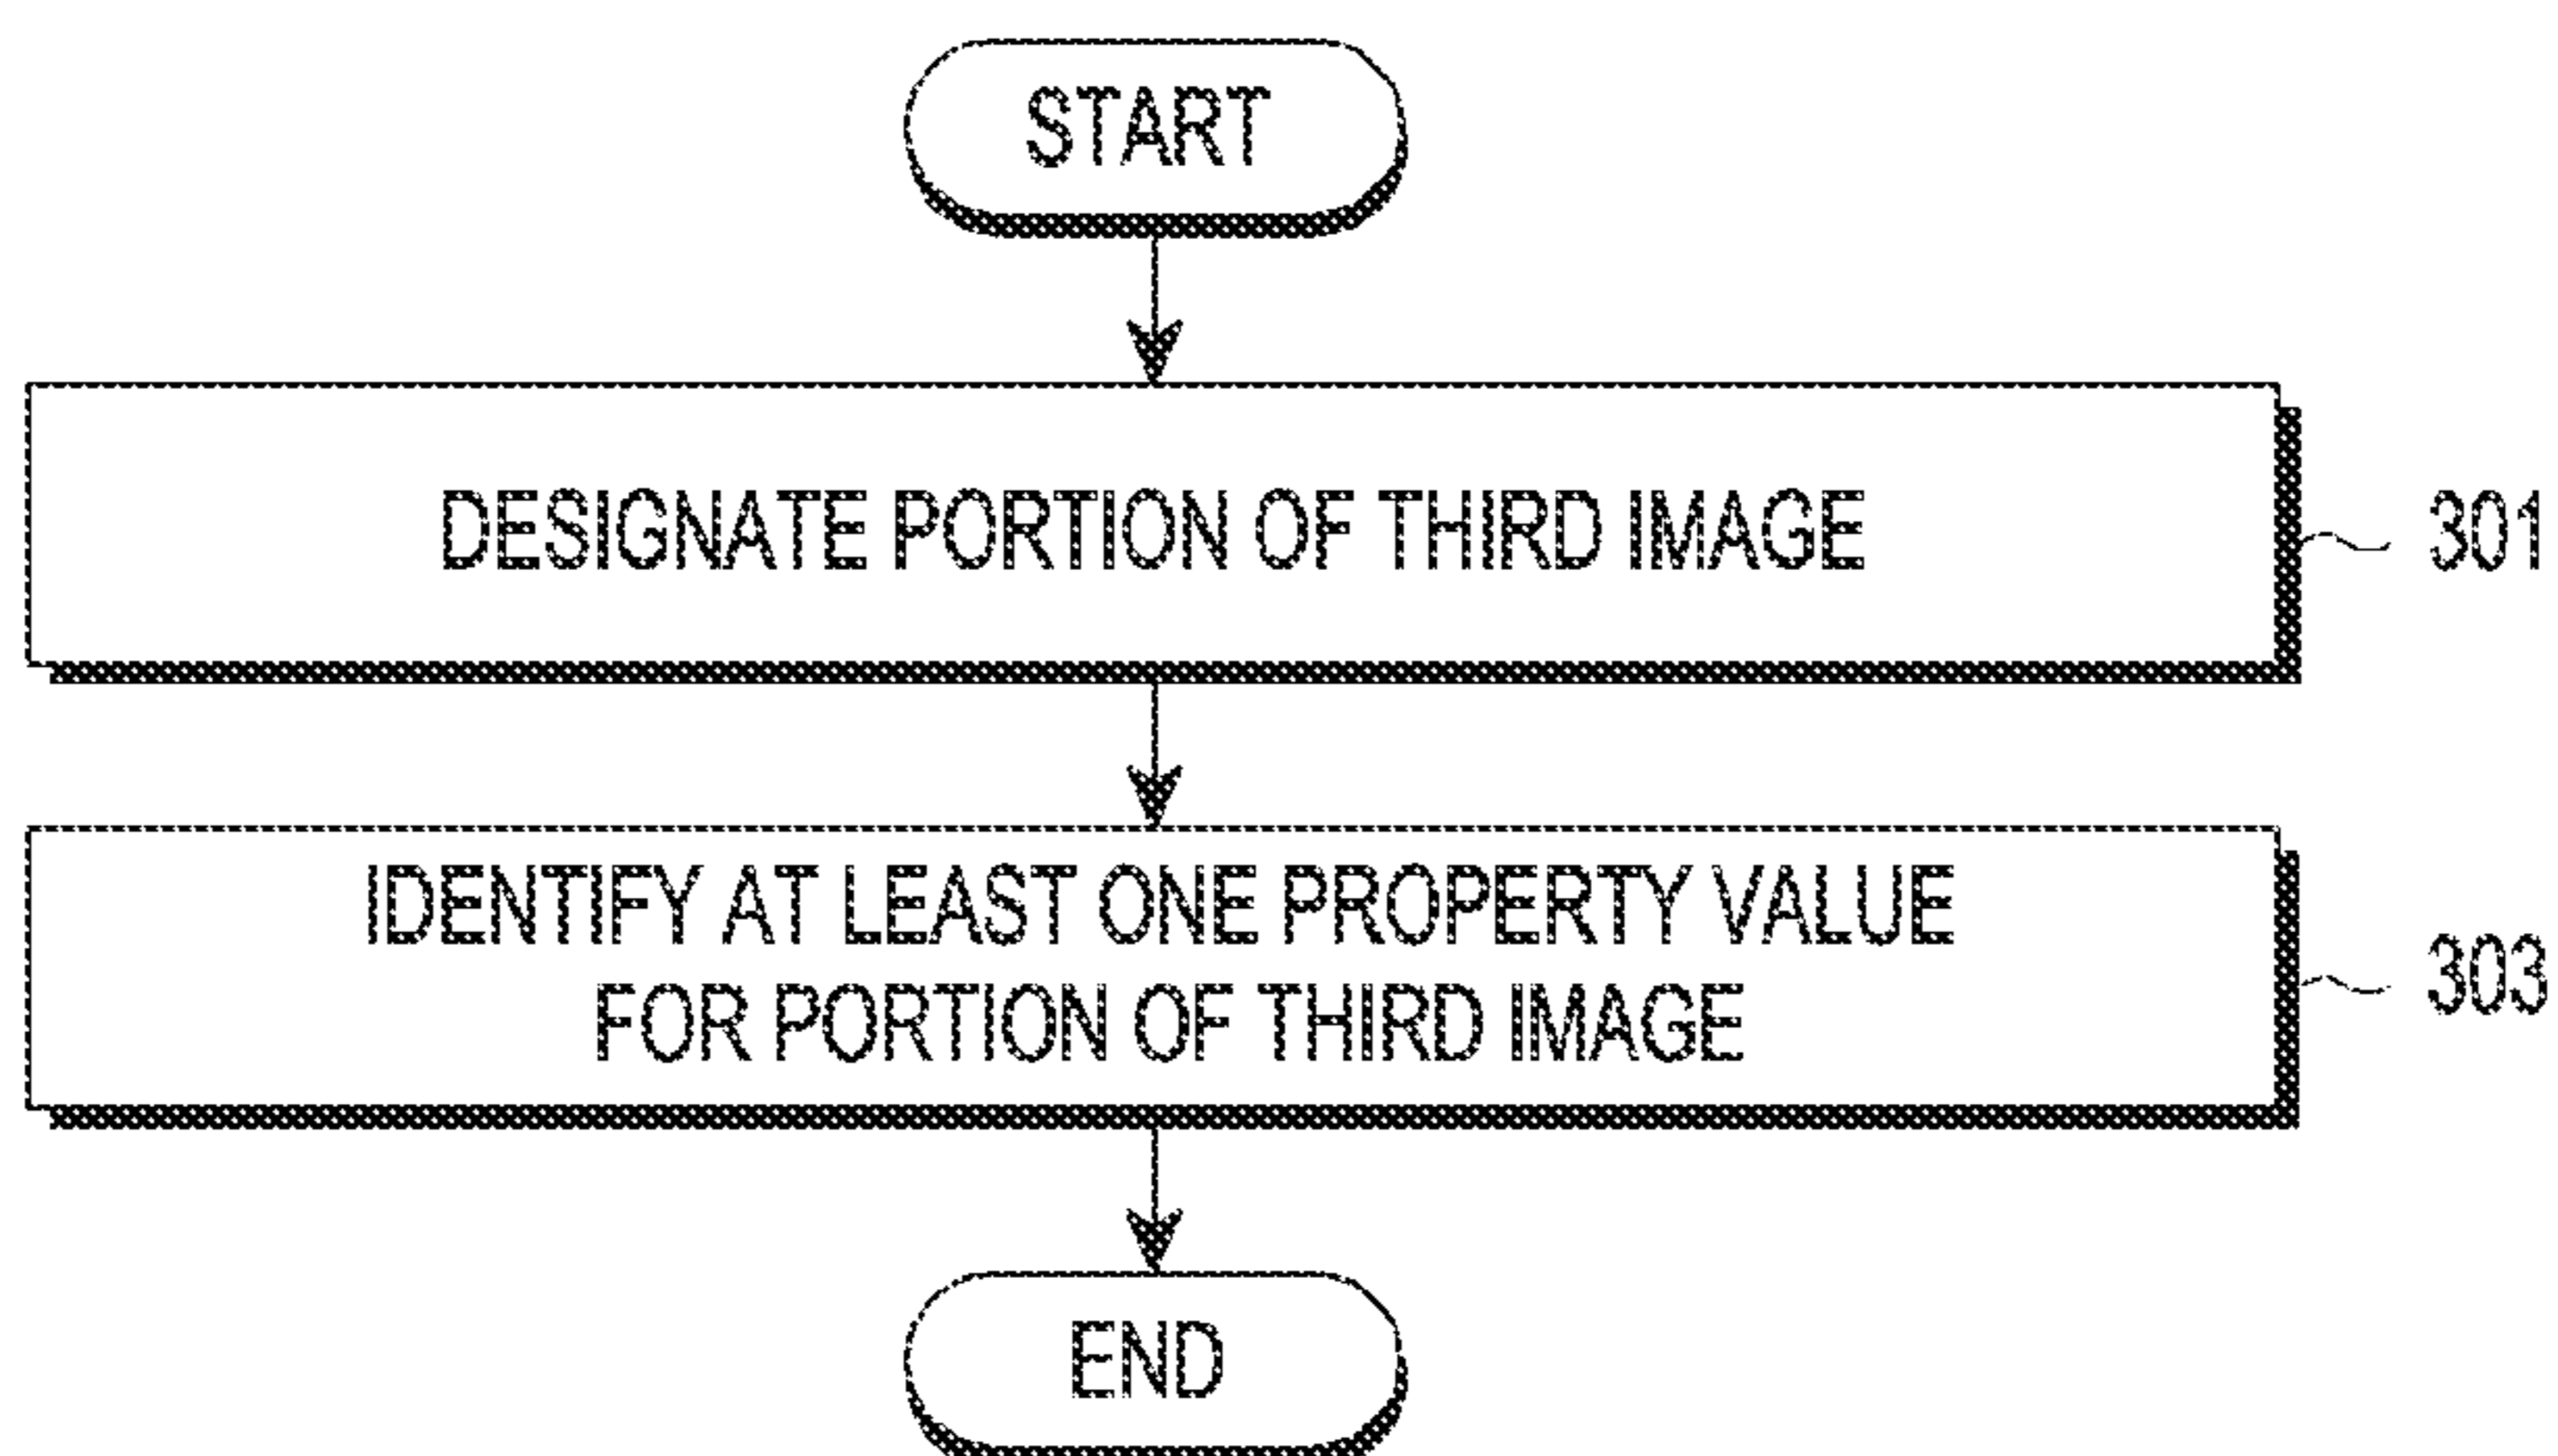 START
DESIGNATE PORTION OF THIRD IMAGE
301
IDENTIFY AT LEAST ONE PROPERTY VALUE
FOR PORTION OF THIRD IMAGE
303
END